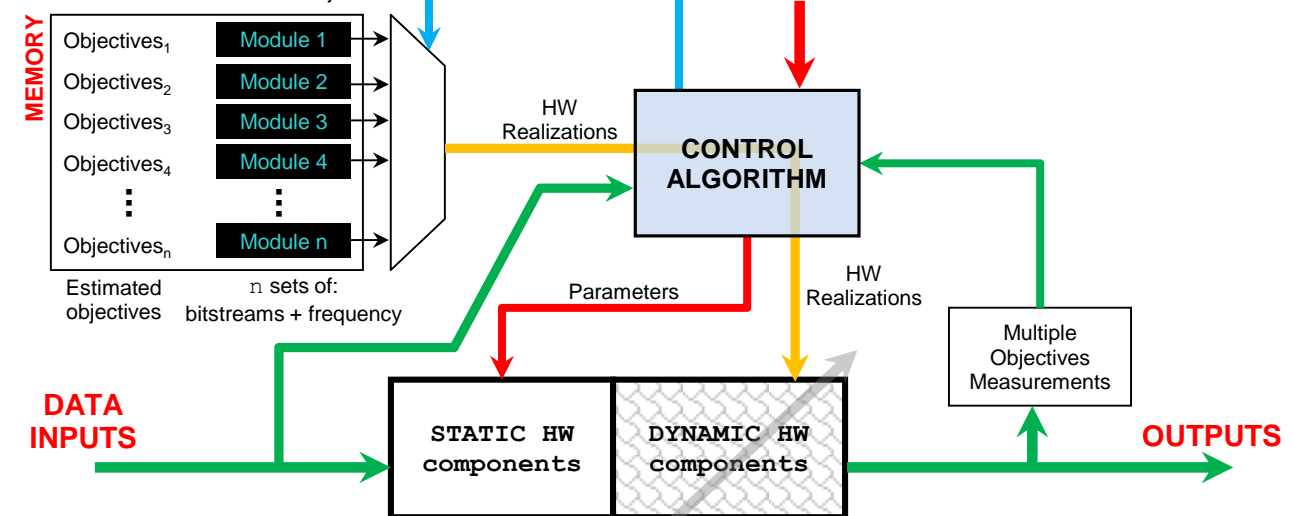 MEMORY
Objectives1 Module 1
Objectives2 Module 2
Objectives3 Module 3
Objectives4 Module 4
Objectivesn Module n
Estimated
objectives
n sets of:
bitstreams + frequency
HW
Realizations
CONTROL
ALGORITHM
Parameters
HW
Realizations
Multiple
Objectives
Measurements
DATA
INPUTS
STATIC HW
components
DYNAMIC HW
components
OUTPUTS